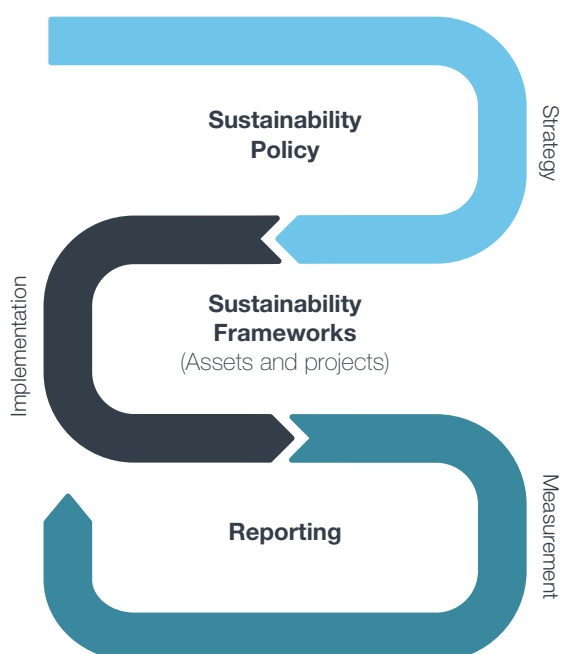 Sustainability
Policy
Strategy
Implementation
Sustainability
Frameworks
(Assets and projects)
Reporting
Measurement